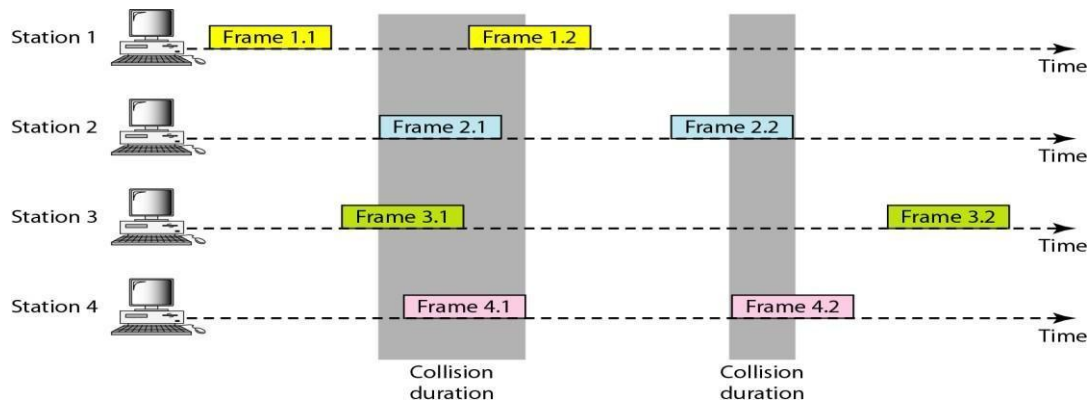 Station 1
Frame 1.1
Frame 1.2
Time
Station 2
Frame 2.1
Frame 2.2
Time
Station 3
Frame 3.1
Frame 3.2
Time
Station 4
Frame 4.1
Frame 4.2
Time
Collision
duration
Collision
duration